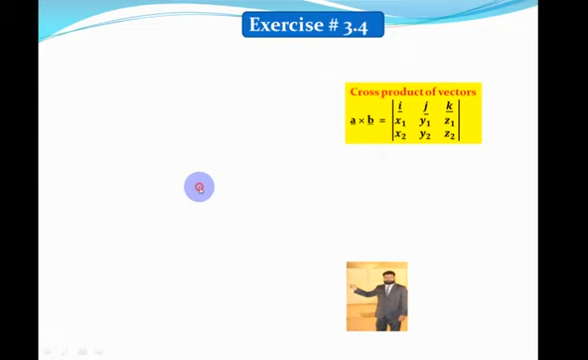 Exercise # 3.4
Cross product of vectors
a × b = | i j k |
| x₁ y₁ z₁ |
| x₂ y₂ z₂ |